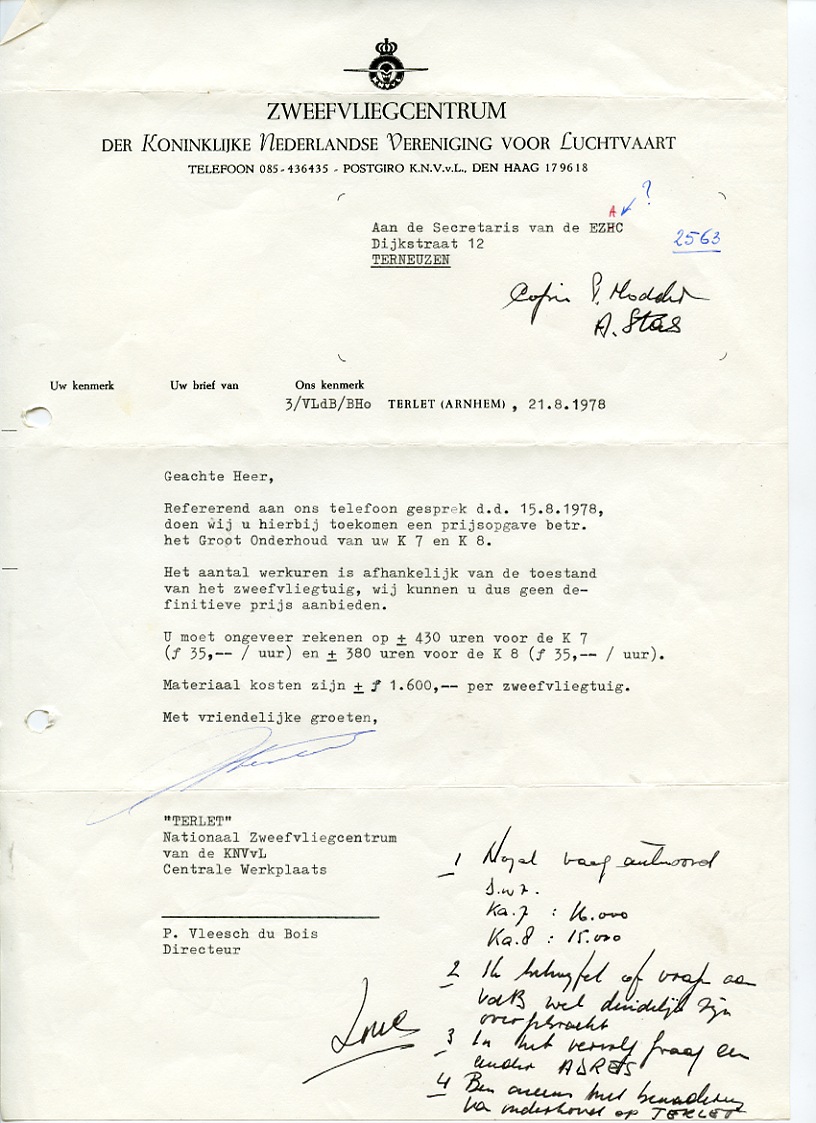 ZWEEFVLIEGCENTRUM
DER KONINKLIJKE NEDERLANDSE VERENIGING VOOR LUCHTVAART
TELEFOON 085-436435 - POSTGIRO K.N.V.v.L., DEN HAAG 179618
A ?
Aan de Secretaris van de EZHC
Dijkstraat 12
2563
TERNEUZEN
A. Stas
Uw kenmerk Uw brief van Ons kenmerk
3/VLdB/BHo TERLET (ARNHEM) , 21.8.1978
Geachte Heer,
Refererend aan ons telefoon gesprek d.d. 15.8.1978,
doen wij u hierbij toekomen een prijsopgave betr.
het Groot Onderhoud van uw K 7 en K 8.
Het aantal werkuren is afhankelijk van de toestand
van het zweefvliegtuig, wij kunnen u dus geen de-
finitieve prijs aanbieden.
U moet ongeveer rekenen op ± 430 uren voor de K 7
(ƒ 35,-- / uur) en ± 380 uren voor de K 8 (ƒ 35,-- / uur).
Materiaal kosten zijn ± ƒ 1.600,-- per zweefvliegtuig.
Met vriendelijke groeten,
"TERLET"
Nationaal Zweefvliegcentrum
van de KNVvL
Centrale Werkplaats
P. Vleesch du Bois
Directeur
1 Nogal vaag antwoord
D.w.z.
Ka.7 : 16.000
Ka.8 : 15.000
2 Ik betwijfel of vraag aan
VdB wel duidelijk zijn
overgebracht
3 In het vervolg graag een
ander ADRES
4 Ben met benadering
onderhoud op TERLET